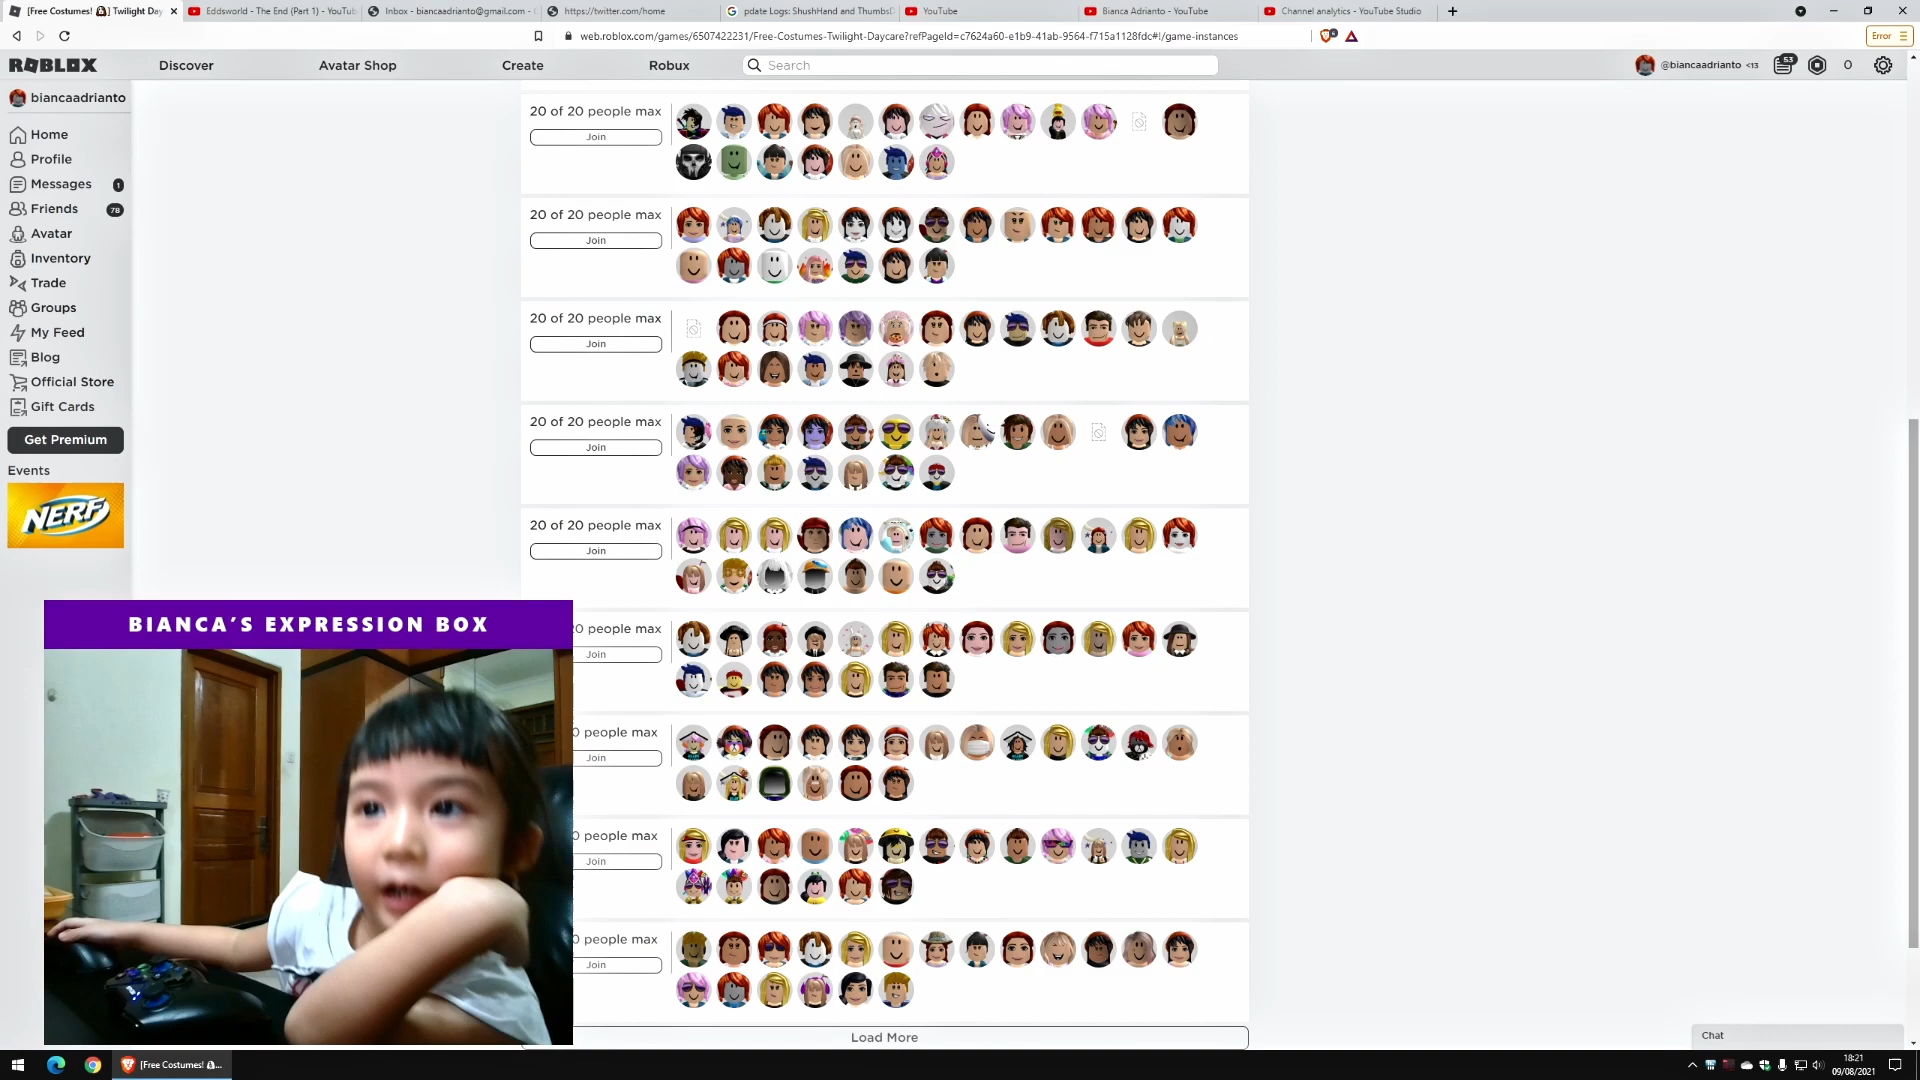 [Free Costumes! Twilight Day
Eddsworld - The End (Part 1) - YouTub
Inbox - biancaadrianto@gmail.com -
https://twitter.com/home
pdate Logs: ShushHand and Thumbs
YouTube
Bianca Adrianto - YouTube
Channel analytics - YouTube Studio
web.roblox.com/games/6507422231/Free-Costumes-Twilight-Daycare?refPageId=c7624a60-e1b9-41ab-9564-f715a1128fdc#!/game-instances
Error
ROBLOX
Discover
Avatar Shop
Create
Robux
Search
@biancaadrianto <13
53
0
biancaadrianto
Home
Profile
Messages 1
Friends 78
Avatar
Inventory
Trade
Groups
My Feed
Blog
Official Store
Gift Cards
Get Premium
Events
NERF
20 of 20 people max
Join
20 of 20 people max
Join
20 of 20 people max
Join
20 of 20 people max
Join
20 of 20 people max
Join
0 people max
Join
0 people max
Join
0 people max
Join
0 people max
Join
Load More
BIANCA'S EXPRESSION BOX
Chat
[Free Costumes!
18:21
09/08/2021